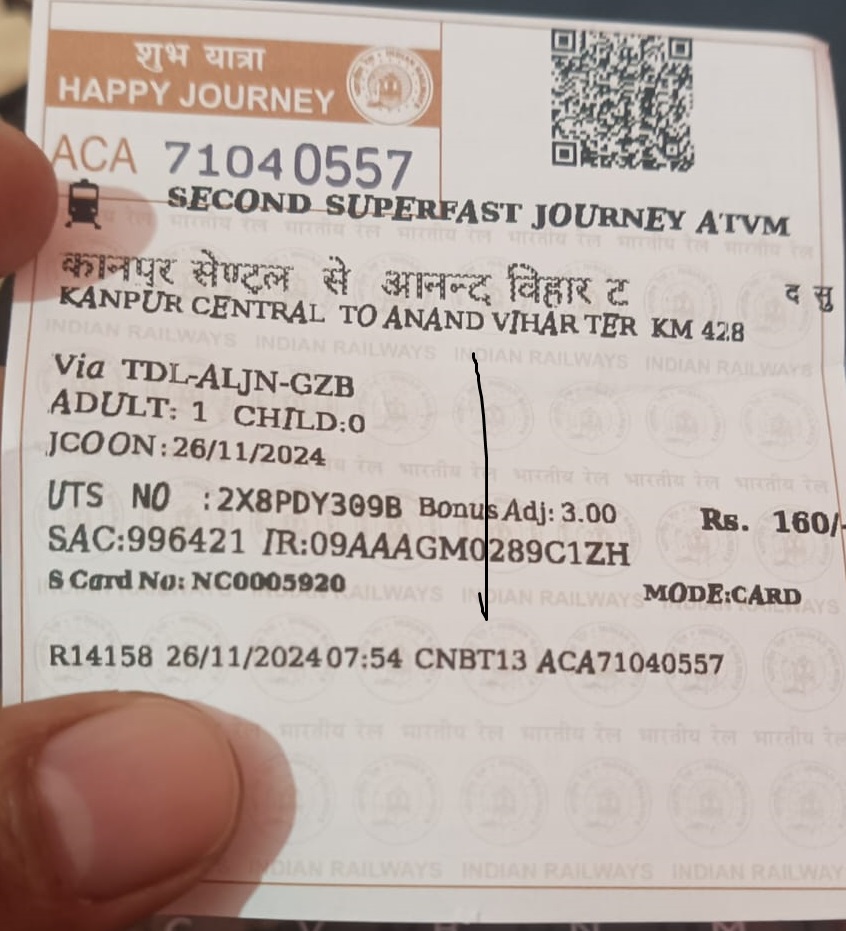 शुभ यात्रा
HAPPY JOURNEY
ACA 71040557
SECOND SUPERFAST JOURNEY ATVM
कानपुर सेण्ट्रल से आनन्द विहार ट द सु
KANPUR CENTRAL TO ANAND VIHAR TER KM 428
Via TDL-ALJN-GZB
ADULT: 1 CHILD:0
JCOON:26/11/2024
UTS NO :2X8PDY309B Bonus Adj: 3.00 Rs. 160/-
SAC:996421 IR:09AAAGM0289C1ZH
S Card No: NC0005920 MODE:CARD
R14158 26/11/2024 07:54 CNBT13 ACA71040557